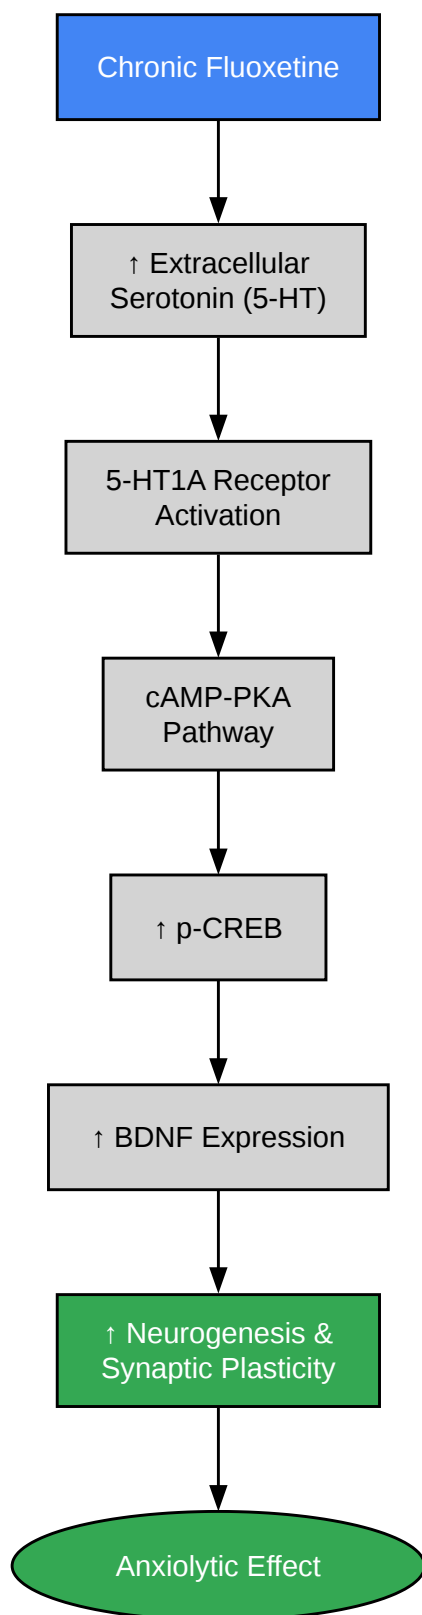 Chronic Fluoxetine
↑ Extracellular
Serotonin (5-HT)
5-HT1A Receptor
Activation
cAMP-PKA
Pathway
↑ p-CREB
↑ BDNF Expression
↑ Neurogenesis &
Synaptic Plasticity
Anxiolytic Effect